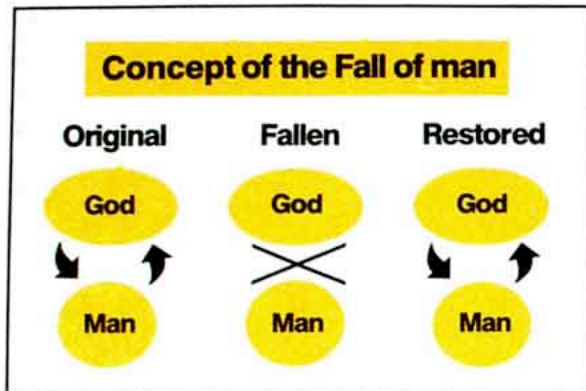 Concept of the Fall of man
Original Fallen Restored
God God God
Man Man Man